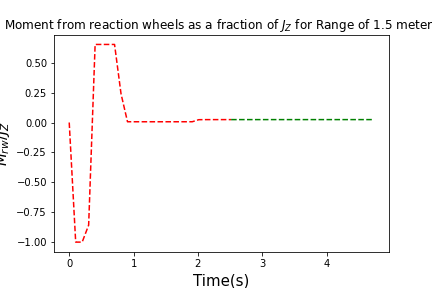 Moment from reaction wheels as a fraction of J_Z for Range of 1.5 meter
M_rw/J_Z
0.50
0.25
0.00
−0.25
−0.50
−0.75
−1.00
0 1 2 3 4
Time(s)